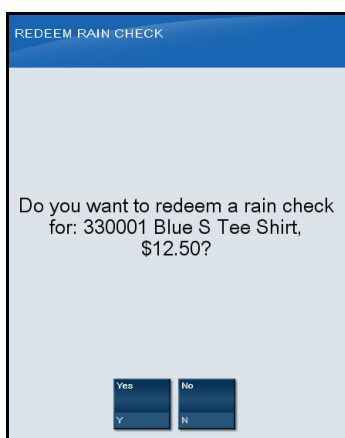 REDEEM RAIN CHECK
Do you want to redeem a rain check
for: 330001 Blue S Tee Shirt,
$12.50?
Yes No
Y N